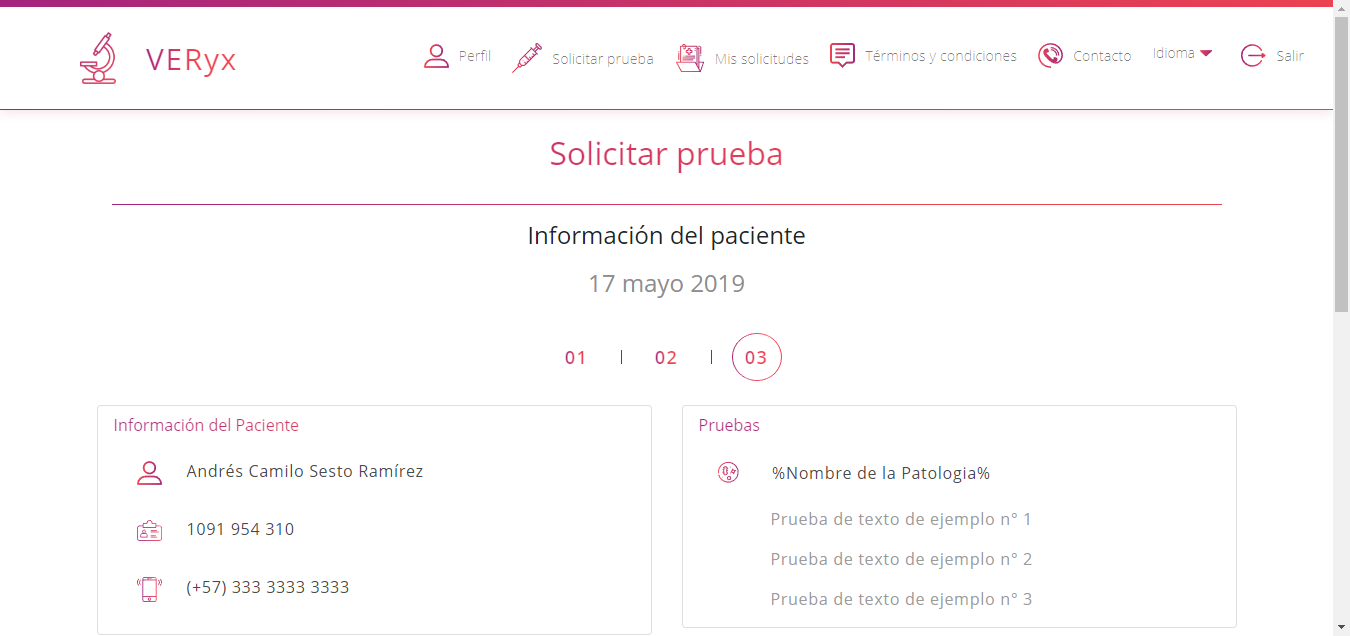 VERyx
Perfil
Solicitar prueba
Mis solicitudes
Términos y condiciones
Contacto
Idioma
Salir
Solicitar prueba
Información del paciente
17 mayo 2019
01 | 02 | 03
Información del Paciente
Andrés Camilo Sesto Ramírez
1091 954 310
(+57) 333 3333 3333
Pruebas
%Nombre de la Patologia%
Prueba de texto de ejemplo n° 1
Prueba de texto de ejemplo n° 2
Prueba de texto de ejemplo n° 3